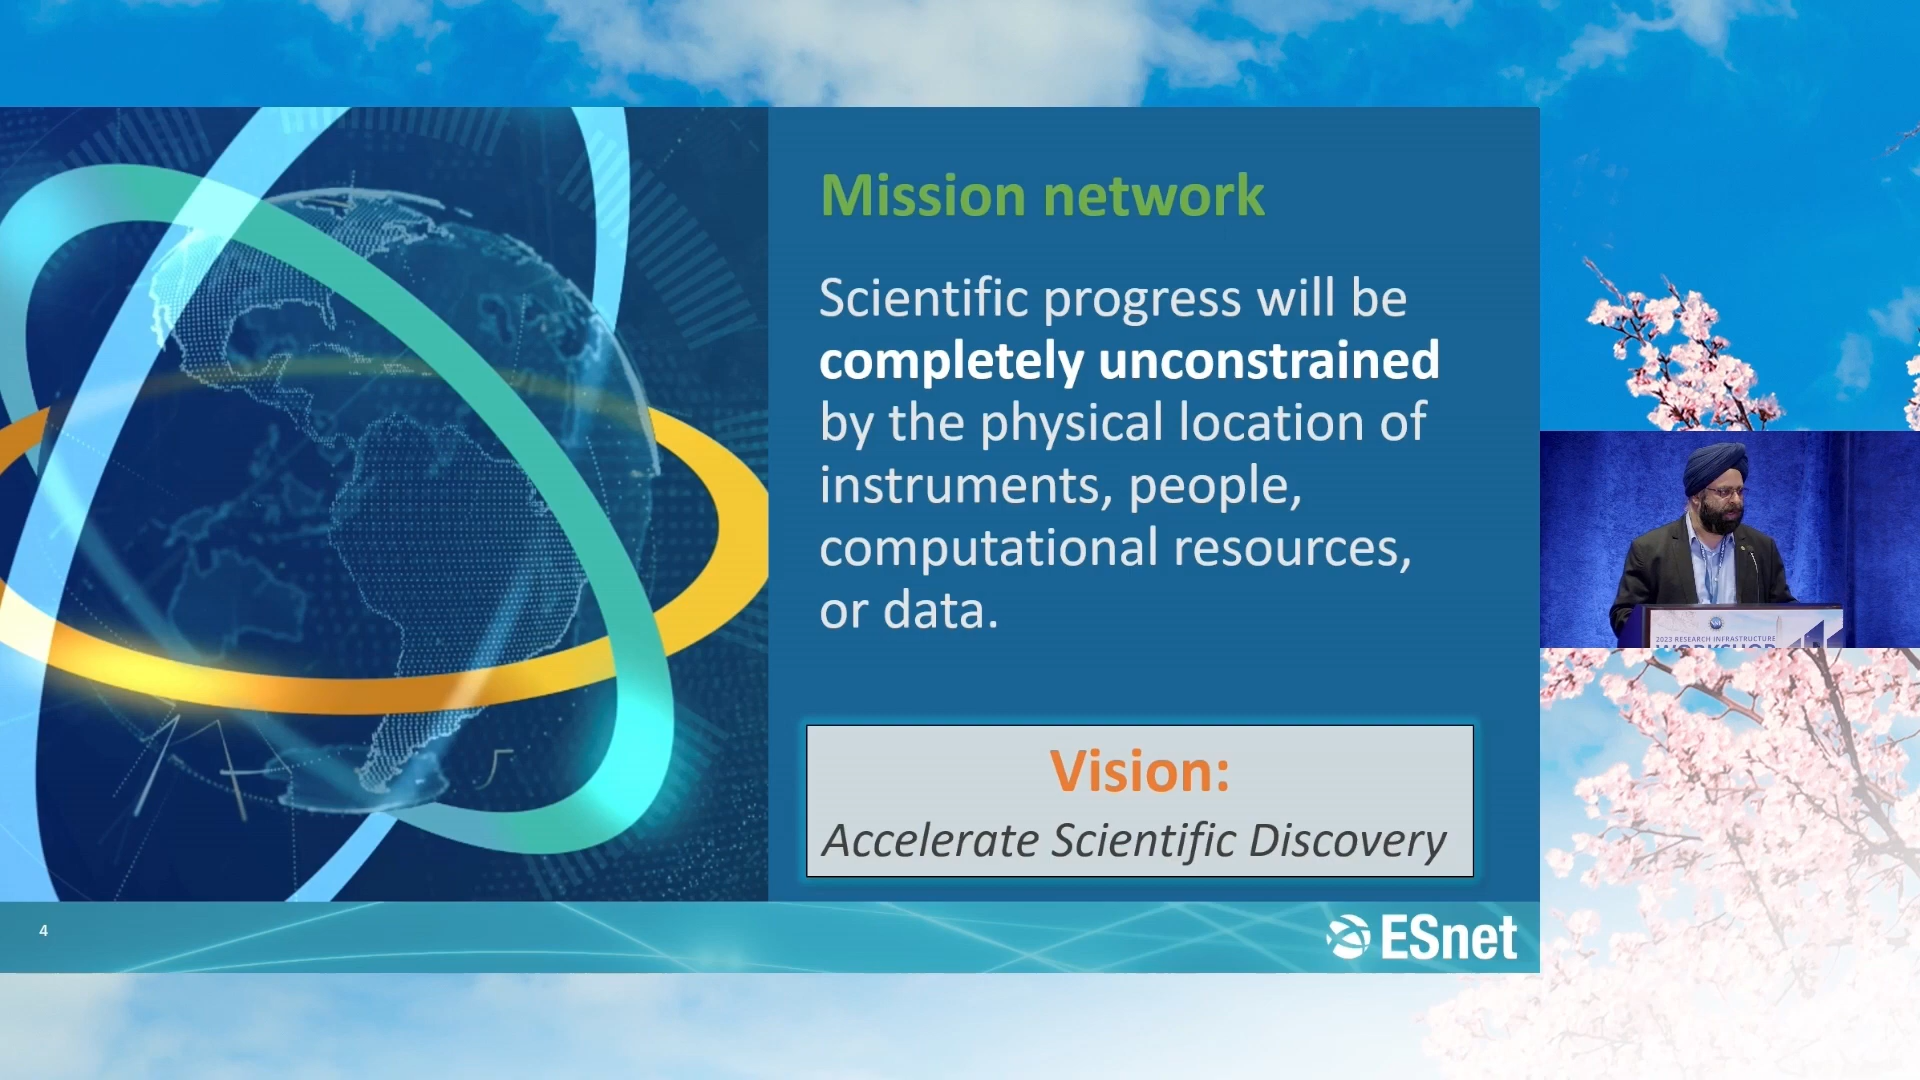 Mission network
Scientific progress will be
completely unconstrained
by the physical location of
instruments, people,
computational resources,
or data.
Vision:
Accelerate Scientific Discovery
4
ESnet
2023 RESEARCH INFRASTRUCTURE
WORKSHOP